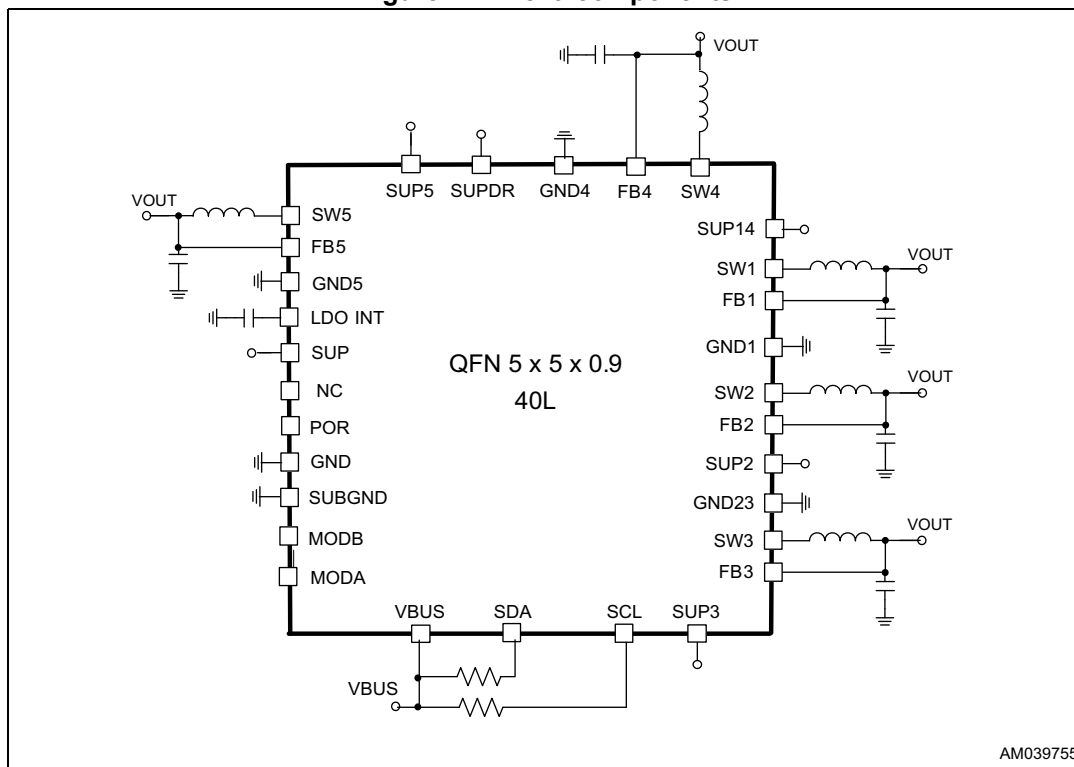 VOUT
SUP5
SUPDR
GND4
FB4
SW4
VOUT
SW5
FB5
GND5
LDO INT
SUP
NC
POR
GND
SUBGND
MODB
MODA
QFN 5 x 5 x 0.9
40L
SUP14
SW1
VOUT
FB1
GND1
VOUT
SW2
FB2
SUP2
GND23
VOUT
SW3
FB3
VBUS
SDA
SCL
SUP3
VBUS
AM039755